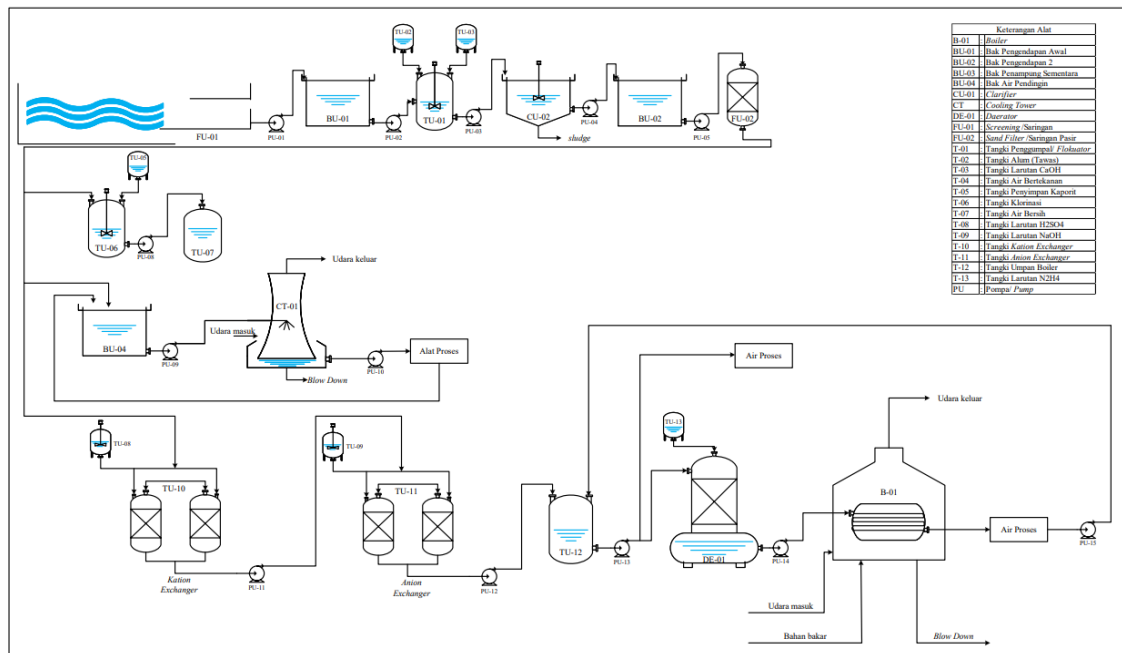 TU-02
TU-03
FU-01
PU-01
BU-01
PU-02
TU-01
PU-03
CU-02
sludge
PU-04
BU-02
PU-05
FU-02
Keterangan Alat
B-01 : Boiler
BU-01 : Bak Pengendapan Awal
BU-02 : Bak Pengendapan 2
BU-03 : Bak Penampung Sementara
BU-04 : Bak Air Pendingin
CU-01 : Clarifier
CT : Cooling Tower
DE-01 : Daerator
FU-01 : Screening /Saringan
FU-02 : Sand Filter /Saringan Pasir
T-01 : Tangki Penggumpal/ Flokuator
T-02 : Tangki Alum (Tawas)
T-03 : Tangki Larutan CaOH
T-04 : Tangki Air Bertekanan
T-05 : Tangki Penyimpan Kaporit
T-06 : Tangki Klorinasi
T-07 : Tangki Air Bersih
T-08 : Tangki Larutan H2SO4
T-09 : Tangki Larutan NaOH
T-10 : Tangki Kation Exchanger
T-11 : Tangki Anion Exchanger
T-12 : Tangki Umpan Boiler
T-13 : Tangki Larutan N2H4
PU : Pompa/ Pump
TU-05
TU-06
PU-08
TU-07
Udara keluar
CT-01
Udara masuk
BU-04
PU-09
PU-10
Alat Proses
Blow Down
Air Proses
TU-08
TU-10
Kation
Exchanger
PU-11
TU-09
TU-11
Anion
Exchanger
PU-12
TU-12
PU-13
TU-13
DE-01
PU-14
Udara keluar
B-01
Air Proses
PU-15
Udara masuk
Bahan bakar
Blow Down